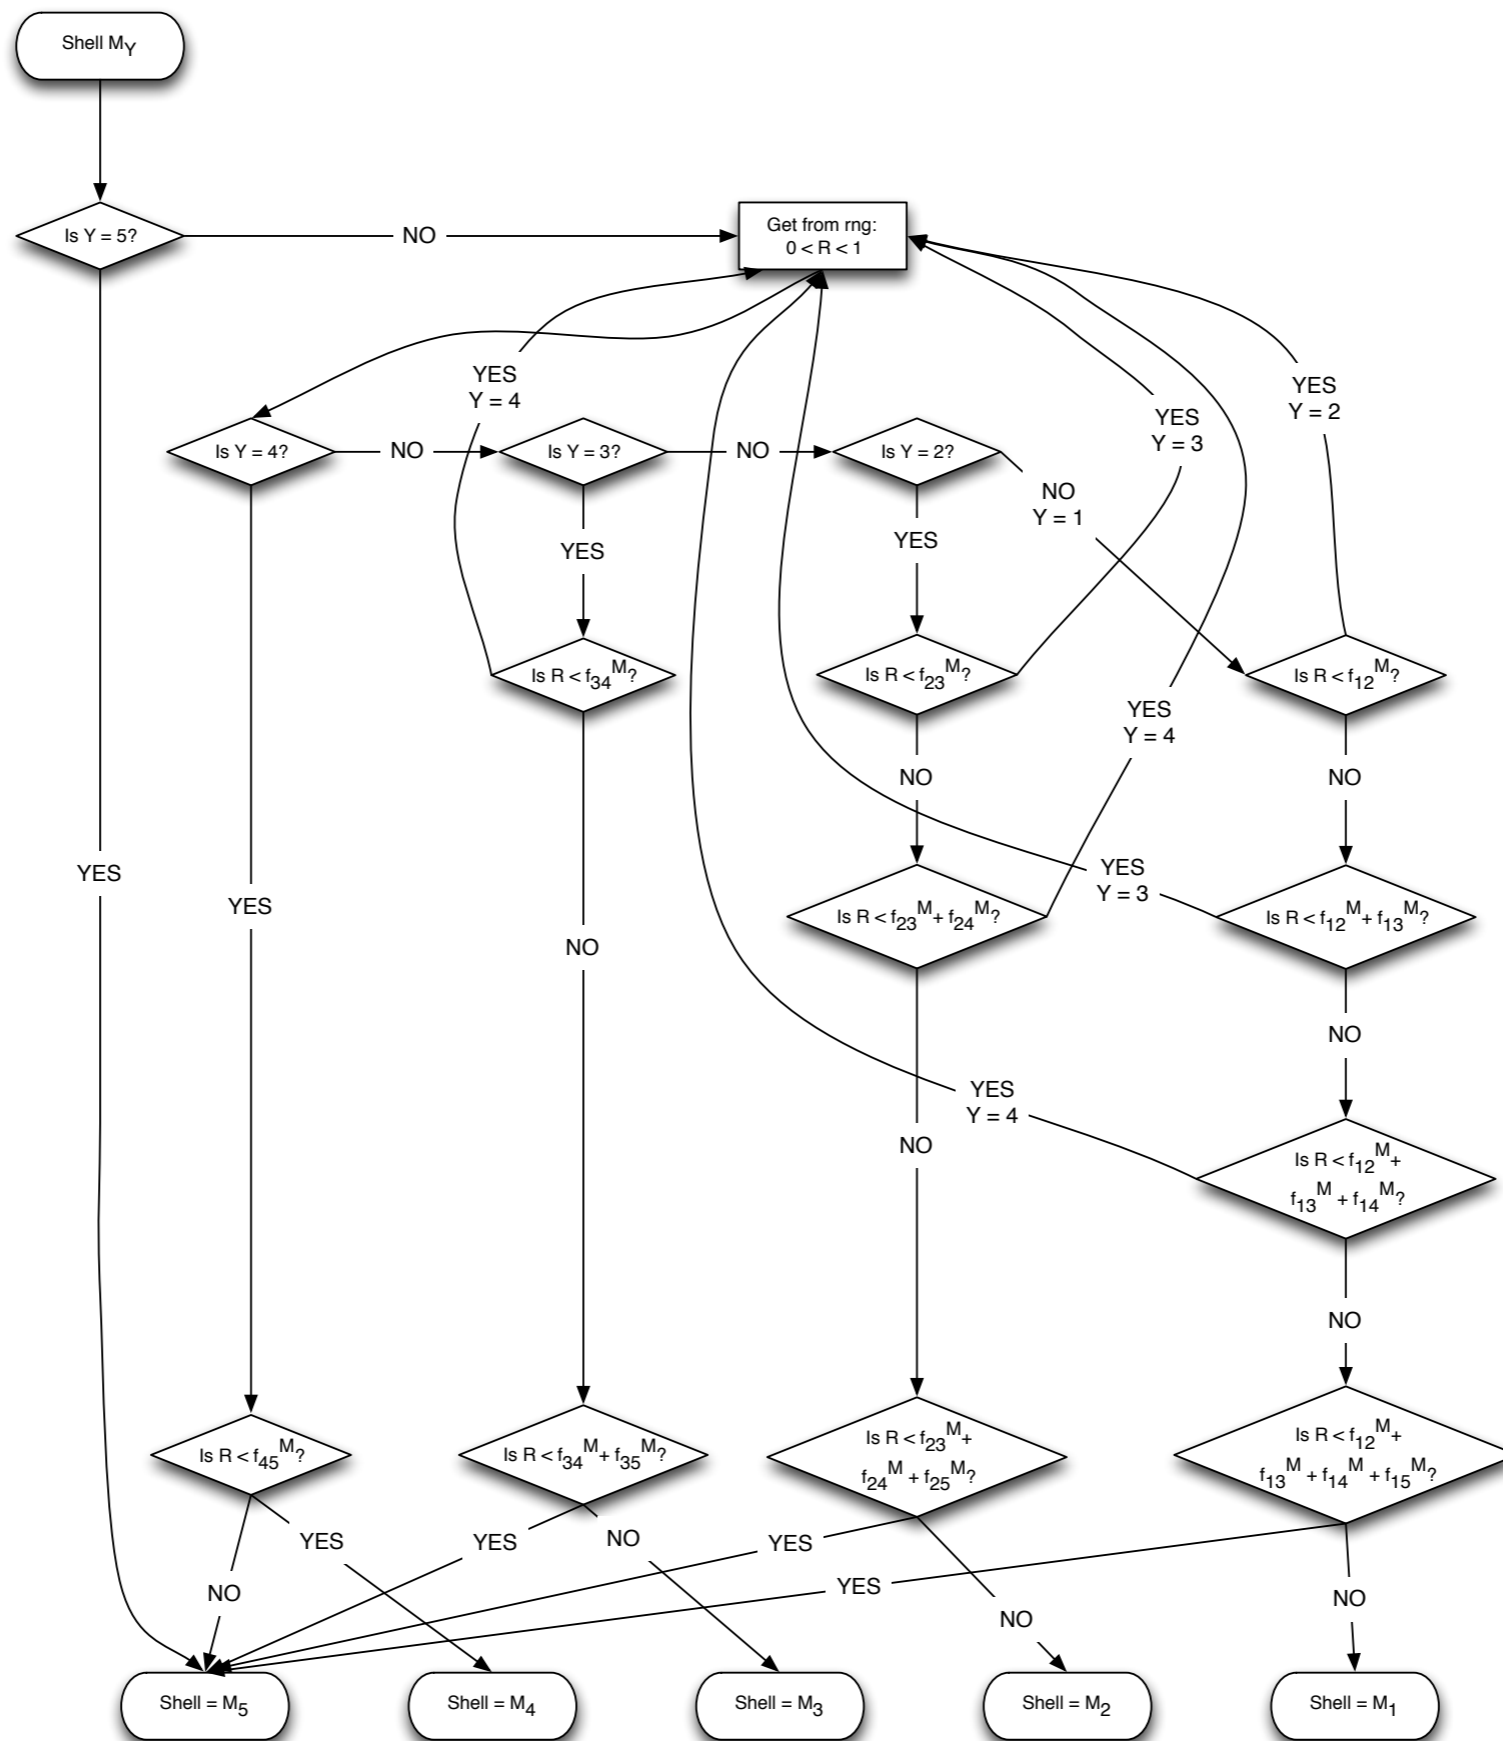 Shell M_Y
Is Y = 5?
NO
Get from rng:
0 < R < 1
YES
Y = 4
YES
Y = 2
YES
Y = 3
Is Y = 4?
NO
Is Y = 3?
NO
Is Y = 2?
NO
Y = 1
YES
YES
Is R < f_34^M?
Is R < f_23^M?
Is R < f_12^M?
YES
Y = 4
NO
NO
YES
YES
NO
YES
Y = 3
Is R < f_23^M + f_24^M?
Is R < f_12^M + f_13^M?
NO
YES
Y = 4
NO
Is R < f_12^M +
f_13^M + f_14^M?
NO
Is R < f_45^M?
Is R < f_34^M + f_35^M?
Is R < f_23^M +
f_24^M + f_25^M?
Is R < f_12^M +
f_13^M + f_14^M + f_15^M?
YES
YES
NO
YES
NO
YES
NO
NO
Shell = M_5
Shell = M_4
Shell = M_3
Shell = M_2
Shell = M_1